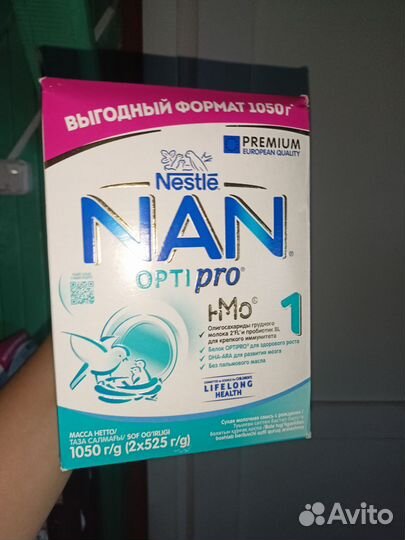 ВЫГОДНЫЙ ФОРМАТ 1050г
PREMIUM
EUROPEAN QUALITY
Nestlé
NAN®
OPTIpro®
HMO
1
Олигосахариды грудного
молока 2'FL и пробиотик BL
для крепкого иммунитета
Белок OPTIPRO® для здорового роста
DHA-ARA для развития мозга
Без пальмового масла
LIFELONG
HEALTH
МАССА НЕТТО/
ТАЗА САЛМАҒЫ/ SOF OG'IRLIGI
1050 г/g (2x525 г/g)
Сухая молочная смесь с рождения/
Avito